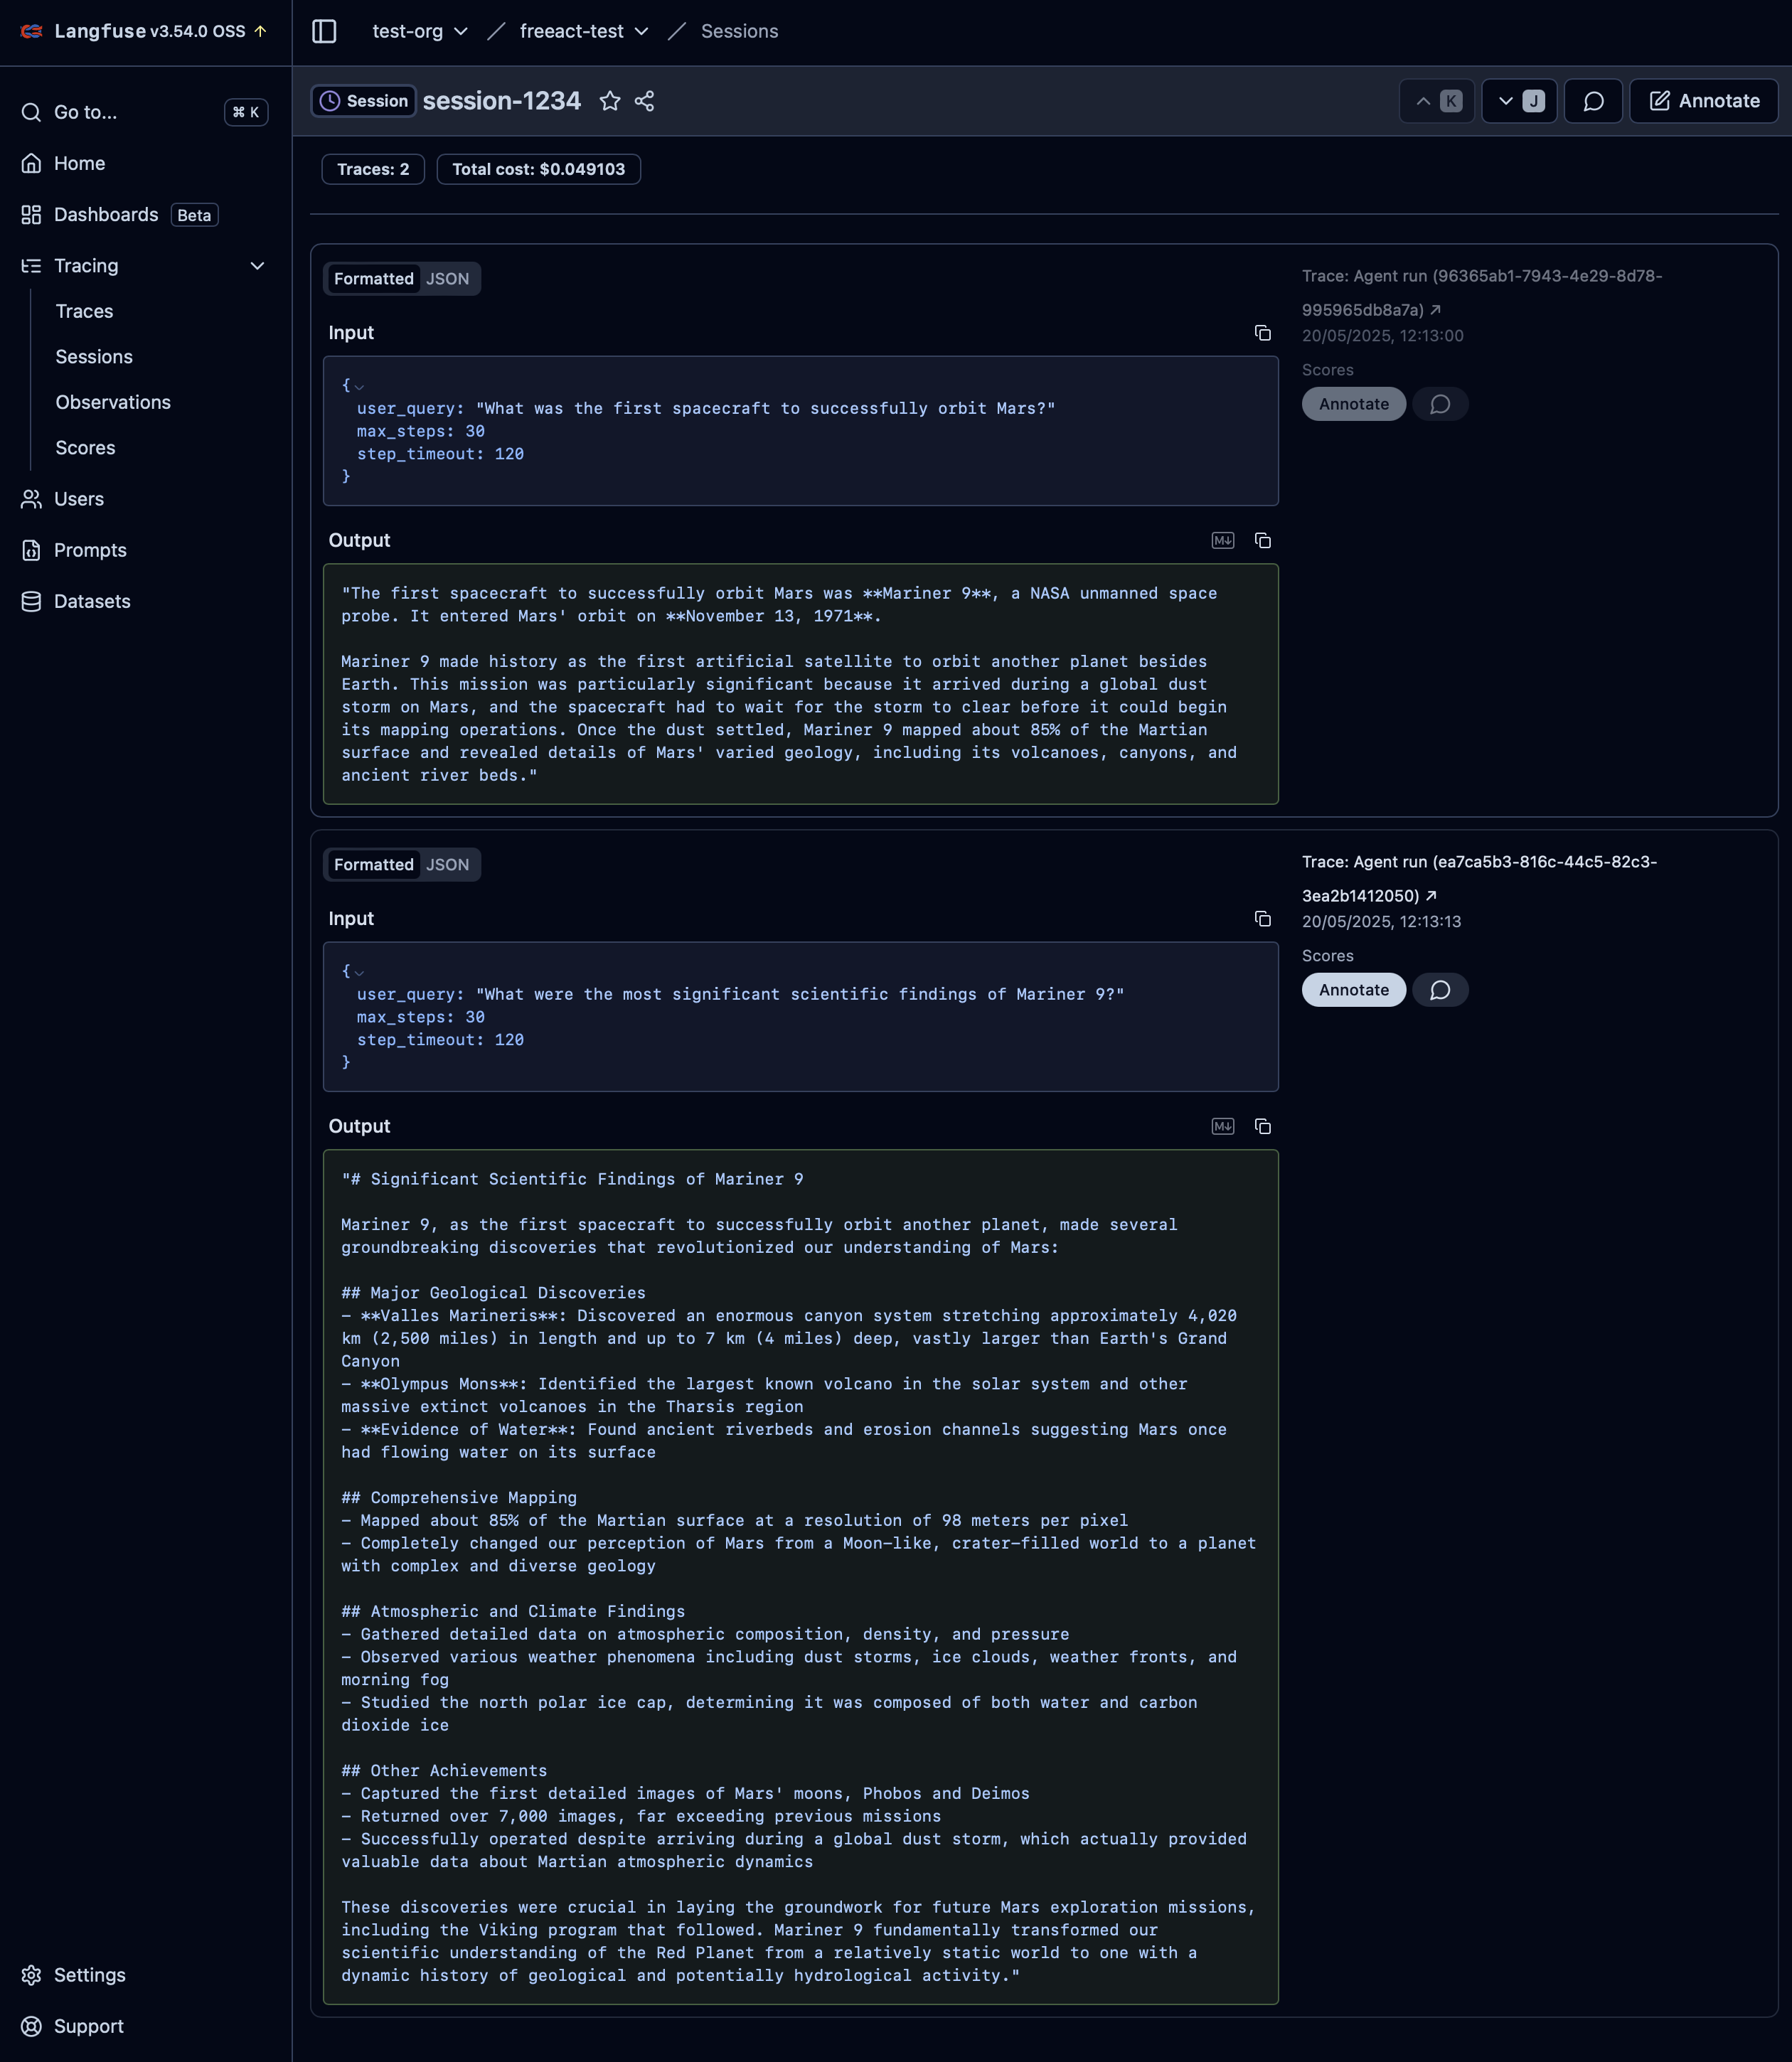 Langfuse v3.54.0 OSS ↑
test-org / freeact-test / Sessions
Go to... ⌘ K
Home
Dashboards Beta
Tracing
Traces
Sessions
Observations
Scores
Users
Prompts
Datasets
Settings
Support
Session session-1234 K J Annotate
Traces: 2 Total cost: $0.049103
Formatted JSON
Input
{
user_query: "What was the first spacecraft to successfully orbit Mars?"
max_steps: 30
step_timeout: 120
}
Output
"The first spacecraft to successfully orbit Mars was **Mariner 9**, a NASA unmanned space
probe. It entered Mars' orbit on **November 13, 1971**.
Mariner 9 made history as the first artificial satellite to orbit another planet besides
Earth. This mission was particularly significant because it arrived during a global dust
storm on Mars, and the spacecraft had to wait for the storm to clear before it could begin
its mapping operations. Once the dust settled, Mariner 9 mapped about 85% of the Martian
surface and revealed details of Mars' varied geology, including its volcanoes, canyons, and
ancient river beds."
Trace: Agent run (96365ab1-7943-4e29-8d78-
995965db8a7a) ↗
20/05/2025, 12:13:00
Scores
Annotate
Formatted JSON
Input
{
user_query: "What were the most significant scientific findings of Mariner 9?"
max_steps: 30
step_timeout: 120
}
Output
"# Significant Scientific Findings of Mariner 9
Mariner 9, as the first spacecraft to successfully orbit another planet, made several
groundbreaking discoveries that revolutionized our understanding of Mars:
## Major Geological Discoveries
- **Valles Marineris**: Discovered an enormous canyon system stretching approximately 4,020
km (2,500 miles) in length and up to 7 km (4 miles) deep, vastly larger than Earth's Grand
Canyon
- **Olympus Mons**: Identified the largest known volcano in the solar system and other
massive extinct volcanoes in the Tharsis region
- **Evidence of Water**: Found ancient riverbeds and erosion channels suggesting Mars once
had flowing water on its surface
## Comprehensive Mapping
- Mapped about 85% of the Martian surface at a resolution of 98 meters per pixel
- Completely changed our perception of Mars from a Moon-like, crater-filled world to a planet
with complex and diverse geology
## Atmospheric and Climate Findings
- Gathered detailed data on atmospheric composition, density, and pressure
- Observed various weather phenomena including dust storms, ice clouds, weather fronts, and
morning fog
- Studied the north polar ice cap, determining it was composed of both water and carbon
dioxide ice
## Other Achievements
- Captured the first detailed images of Mars' moons, Phobos and Deimos
- Returned over 7,000 images, far exceeding previous missions
- Successfully operated despite arriving during a global dust storm, which actually provided
valuable data about Martian atmospheric dynamics
These discoveries were crucial in laying the groundwork for future Mars exploration missions,
including the Viking program that followed. Mariner 9 fundamentally transformed our
scientific understanding of the Red Planet from a relatively static world to one with a
dynamic history of geological and potentially hydrological activity."
Trace: Agent run (ea7ca5b3-816c-44c5-82c3-
3ea2b1412050) ↗
20/05/2025, 12:13:13
Scores
Annotate